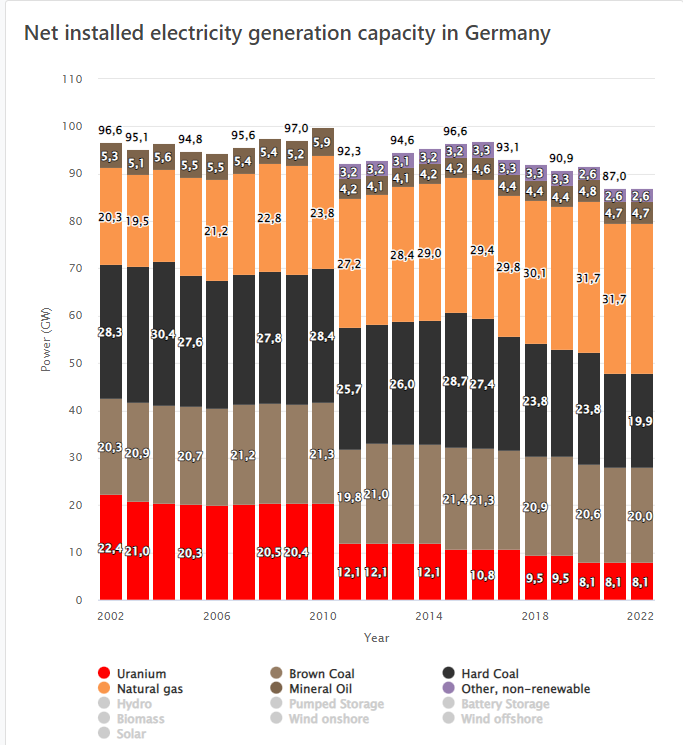 Net installed electricity generation capacity in Germany
110
100
90
80
70
60
50
40
30
20
10
0
Power (GW)
96,6 95,1 94,8 95,6 97,0 92,3 94,6 96,6 93,1 90,9 87,0
5,3 5,1 5,6 5,5 5,5 5,4 5,4 5,2 5,9 3,2 3,2 3,1 3,2 3,2 3,3 3,3 3,3 3,3 2,6 2,6 2,6
4,2 4,1 4,1 4,2 4,2 4,6 4,4 4,4 4,4 4,8 4,7 4,7
20,3 19,5 21,2 22,8 23,8 27,2 28,4 29,0 29,4 29,8 30,1 31,7 31,7
28,3 30,4 27,6 27,8 28,4 25,7 26,0 28,7 27,4 23,8 23,8 19,9
20,3 20,9 20,7 21,2 21,3 19,8 21,0 21,4 21,3 20,9 20,6 20,0
22,4 21,0 20,3 20,5 20,4 12,1 12,1 12,1 10,8 9,5 9,5 8,1 8,1 8,1
2002 2006 2010 2014 2018 2022
Year
Uranium Brown Coal Hard Coal
Natural gas Mineral Oil Other, non-renewable
Hydro Pumped Storage Battery Storage
Biomass Wind onshore Wind offshore
Solar